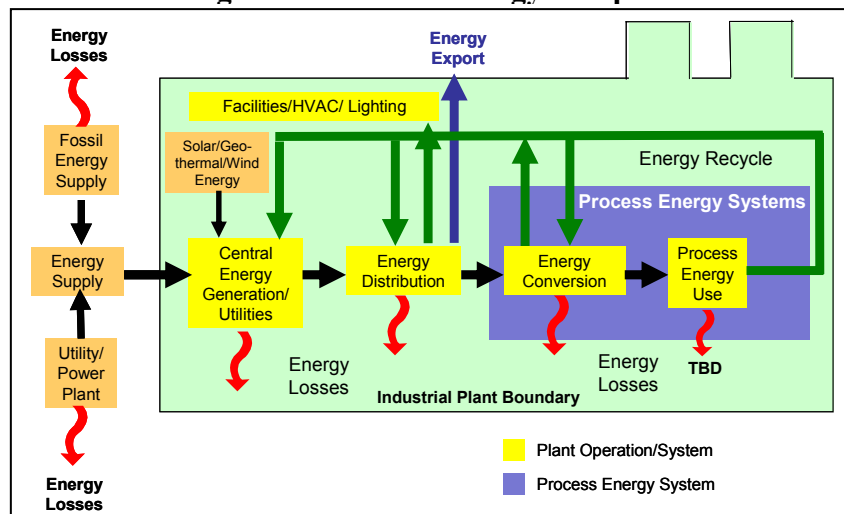 Energy
Losses
Energy
Export
Facilities/HVAC/ Lighting
Fossil
Energy
Supply
Solar/Geo-
thermal/Wind
Energy
Energy Recycle
Process Energy Systems
Energy
Supply
Central
Energy
Generation/
Utilities
Energy
Distribution
Energy
Conversion
Process
Energy
Use
Utility/
Power
Plant
Energy
Losses
Energy
Losses
TBD
Industrial Plant Boundary
Plant Operation/System
Process Energy System
Energy
Losses